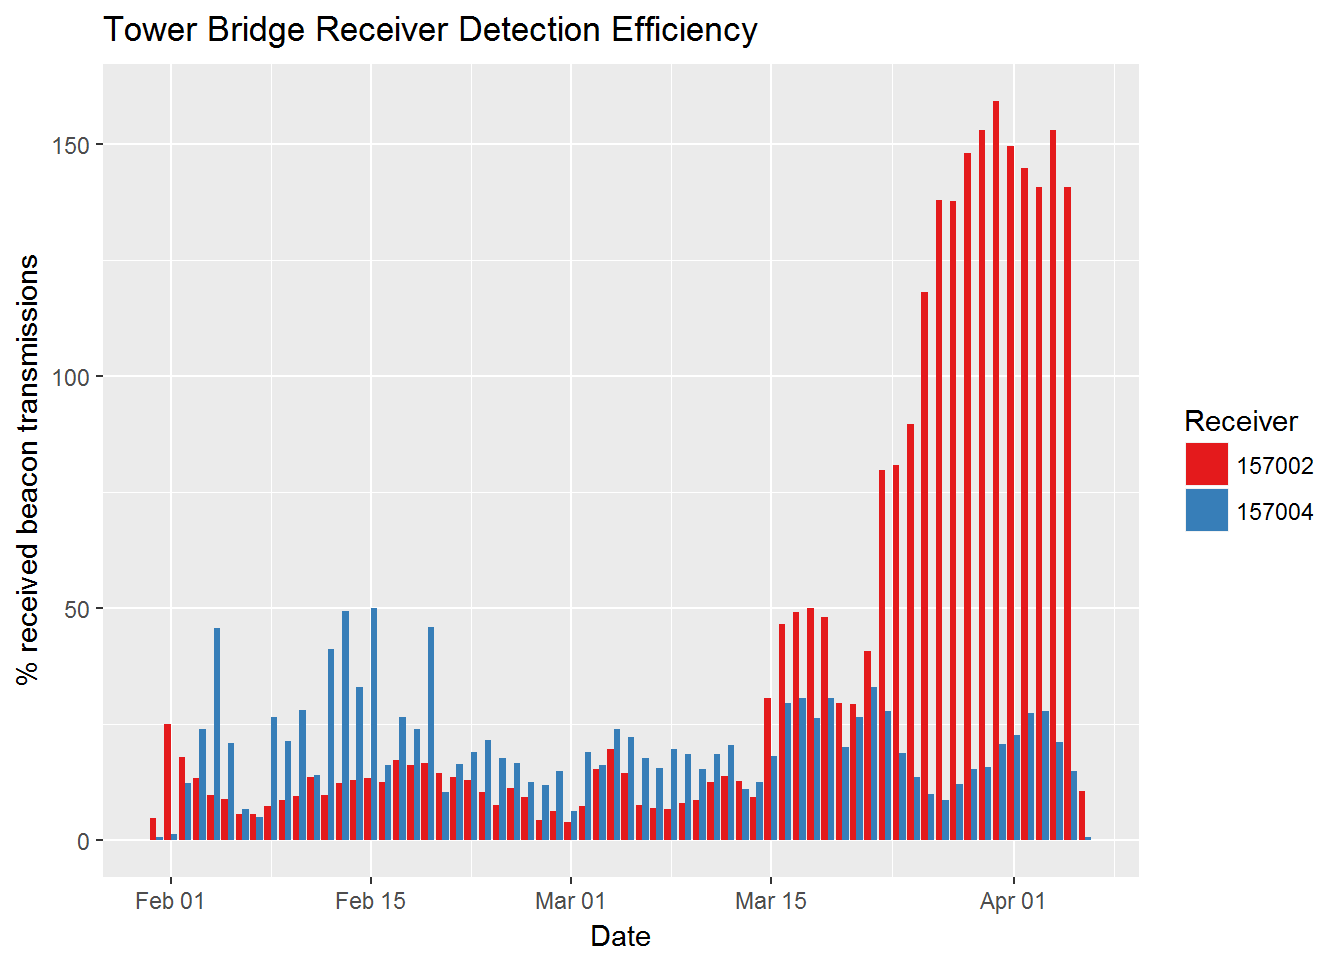 Tower Bridge Receiver Detection Efficiency
% received beacon transmissions
150
100
50
0
Feb 01
Feb 15
Mar 01
Mar 15
Apr 01
Date
Receiver
157002
157004